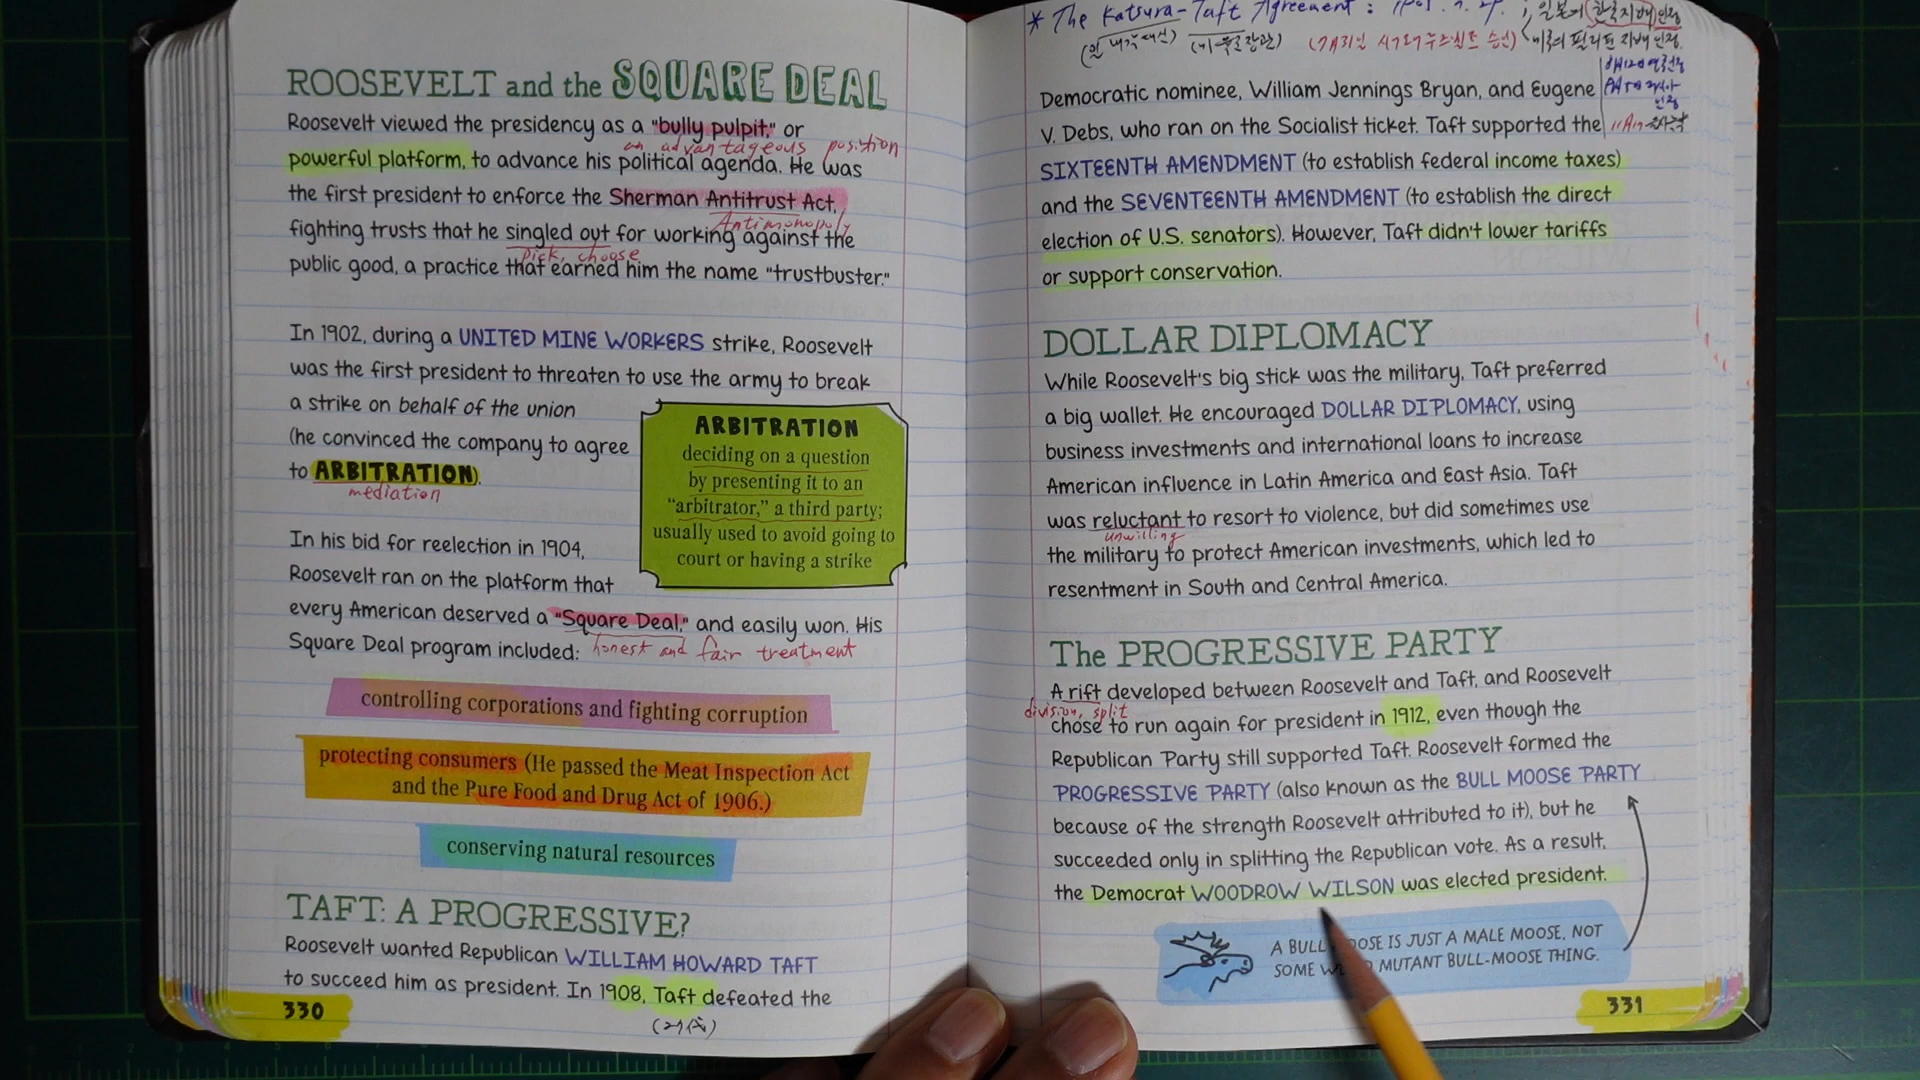 ROOSEVELT and the SQUARE DEAL
Roosevelt viewed the presidency as a "bully pulpit," or
an advantageous position
powerful platform, to advance his political agenda. He was
the first president to enforce the Sherman Antitrust Act,
Antimonopoly
fighting trusts that he singled out for working against the
pick, choose
public good, a practice that earned him the name "trustbuster."
In 1902, during a UNITED MINE WORKERS strike, Roosevelt
was the first president to threaten to use the army to break
a strike on behalf of the union
(he convinced the company to agree
to ARBITRATION).
mediation
ARBITRATION
deciding on a question
by presenting it to an
"arbitrator," a third party;
usually used to avoid going to
court or having a strike
In his bid for reelection in 1904,
Roosevelt ran on the platform that
every American deserved a "Square Deal," and easily won. His
Square Deal program included: honest and fair treatment
controlling corporations and fighting corruption
protecting consumers (He passed the Meat Inspection Act
and the Pure Food and Drug Act of 1906.)
conserving natural resources
TAFT: A PROGRESSIVE?
Roosevelt wanted Republican WILLIAM HOWARD TAFT
to succeed him as president. In 1908, Taft defeated the
330
* The Katsura-Taft Agreement :
Democratic nominee, William Jennings Bryan, and Eugene
V. Debs, who ran on the Socialist ticket. Taft supported the
SIXTEENTH AMENDMENT (to establish federal income taxes)
and the SEVENTEENTH AMENDMENT (to establish the direct
election of U.S. senators). However, Taft didn't lower tariffs
or support conservation.
DOLLAR DIPLOMACY
While Roosevelt's big stick was the military, Taft preferred
a big wallet. He encouraged DOLLAR DIPLOMACY, using
business investments and international loans to increase
American influence in Latin America and East Asia. Taft
was reluctant to resort to violence, but did sometimes use
unwilling
the military to protect American investments, which led to
resentment in South and Central America.
The PROGRESSIVE PARTY
A rift developed between Roosevelt and Taft, and Roosevelt
division, split
chose to run again for president in 1912, even though the
Republican Party still supported Taft. Roosevelt formed the
PROGRESSIVE PARTY (also known as the BULL MOOSE PARTY
because of the strength Roosevelt attributed to it), but he
succeeded only in splitting the Republican vote. As a result,
the Democrat WOODROW WILSON was elected president.
A BULL MOOSE IS JUST A MALE MOOSE, NOT
SOME MUTANT BULL-MOOSE THING.
331